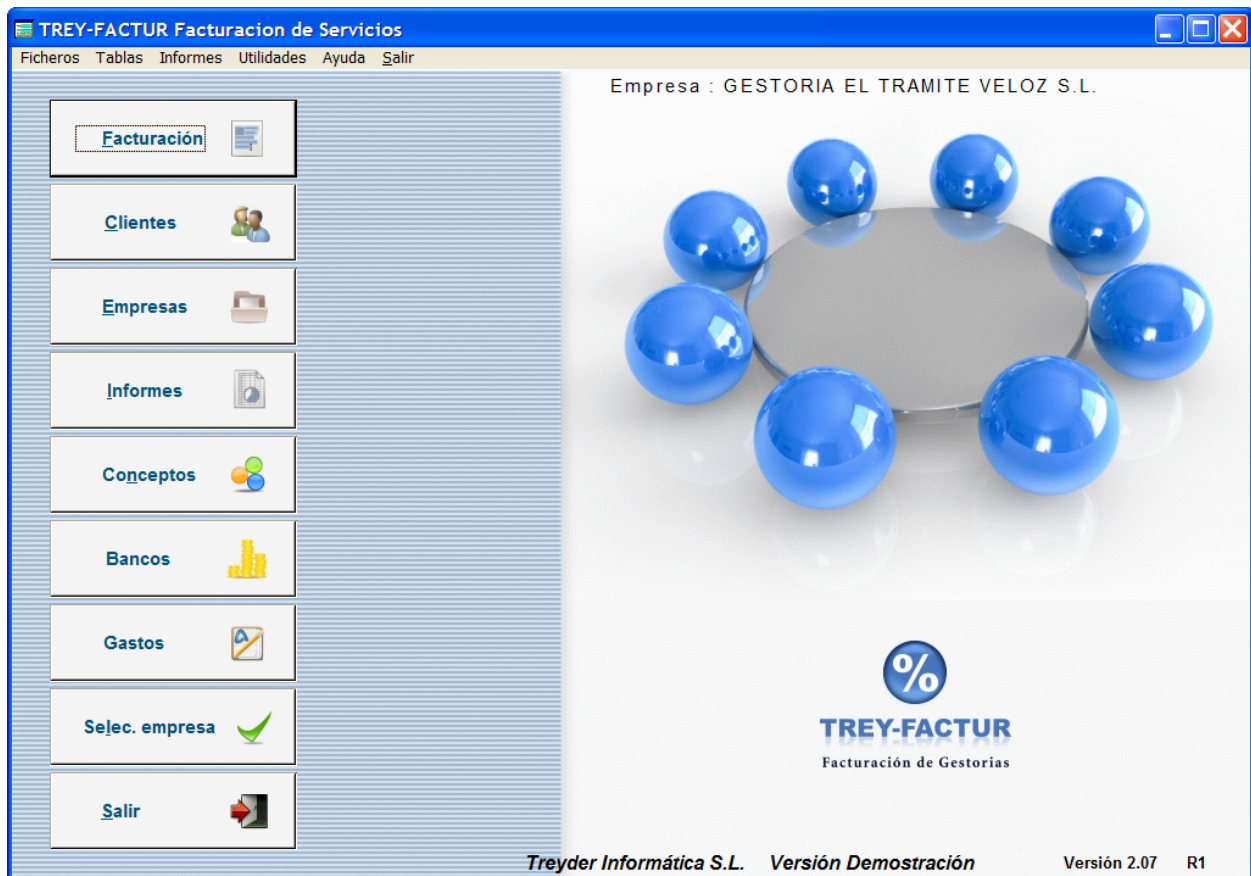 TREY-FACTUR Facturacion de Servicios
Ficheros Tablas Informes Utilidades Ayuda Salir
Empresa : GESTORIA EL TRAMITE VELOZ S.L.
Facturación
Clientes
Empresas
Informes
Conceptos
Bancos
Gastos
Selec. empresa
Salir
%
TREY-FACTUR
Facturación de Gestorias
Treyder Informática S.L. Versión Demostración Versión 2.07 R1